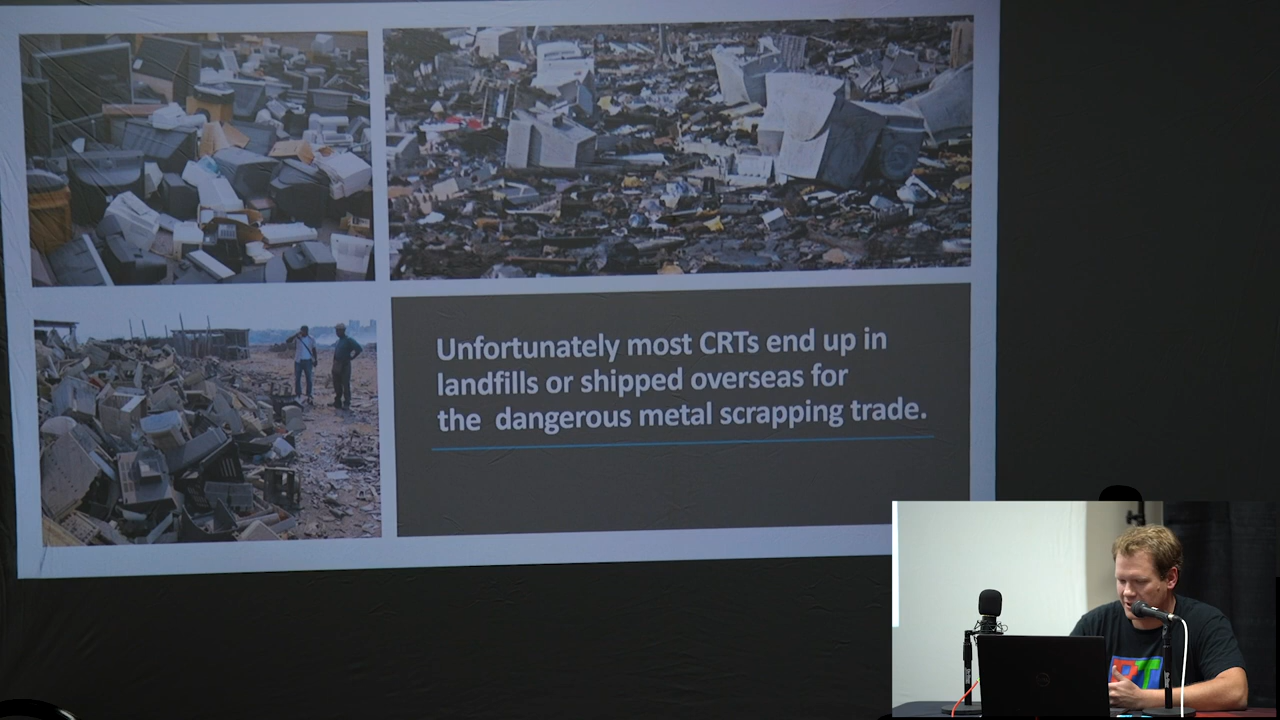 Unfortunately most CRTs end up in
landfills or shipped overseas for
the dangerous metal scrapping trade.